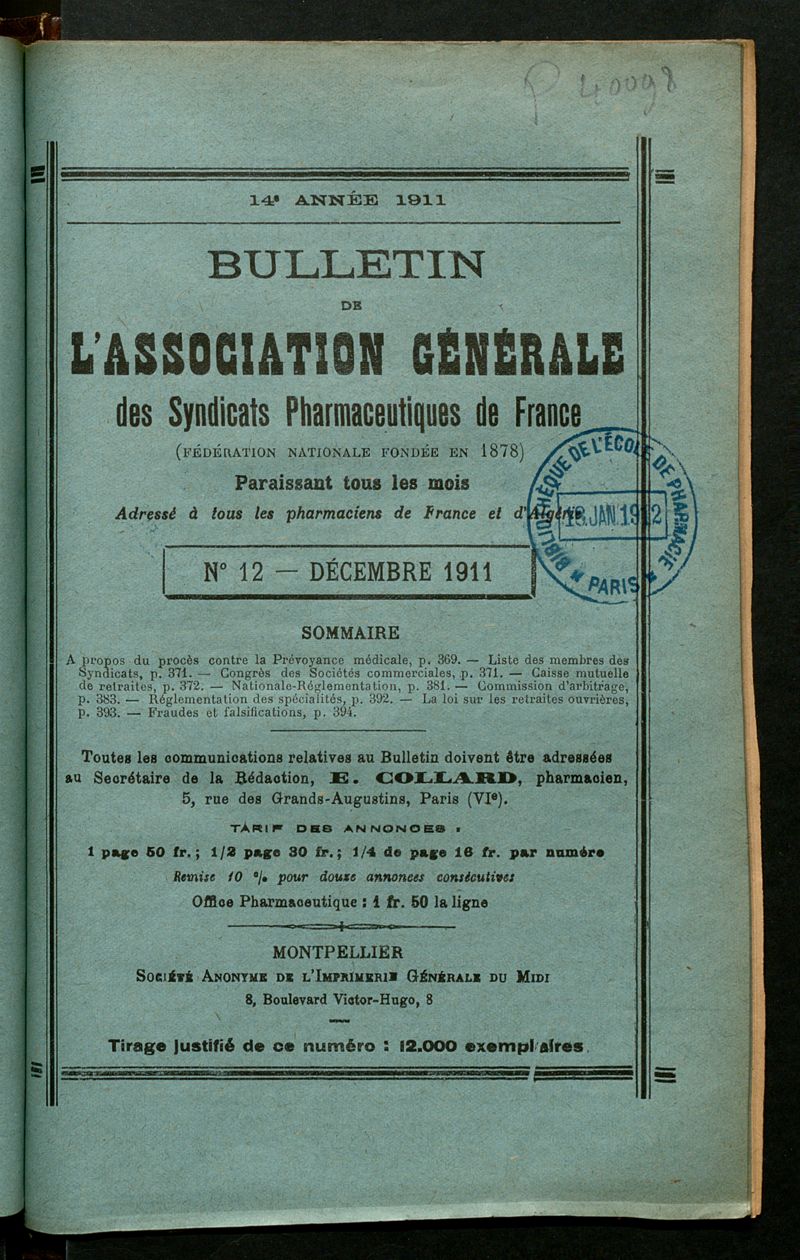 P 40098
14e ANNÉE 1911
BULLETIN
DE
L'ASSOCIATION GÉNÉRALE
des Syndicats Pharmaceutiques de France
(FÉDÉRATION NATIONALE FONDÉE EN 1878)
Paraissant tous les mois
Adressé à tous les pharmaciens de France et d'Algérie
BIBLIOTHÈQUE DE L'ÉCOLE DE PHARMACIE
18.JAN.1912
PARIS
N° 12 — DÉCEMBRE 1911
SOMMAIRE
A propos du procès contre la Prévoyance médicale, p. 369. — Liste des membres des
Syndicats, p. 371. — Congrès des Sociétés commerciales, p. 371. — Caisse mutuelle
de retraites, p. 372. — Nationale-Réglementation, p. 381. — Commission d'arbitrage,
p. 383. — Réglementation des spécialités, p. 392. — La loi sur les retraites ouvrières,
p. 393. — Fraudes et falsifications, p. 394.
Toutes les communications relatives au Bulletin doivent être adressées
au Secrétaire de la Rédaction, E. COLLARD, pharmacien,
5, rue des Grands-Augustins, Paris (VIe).
TARIF DES ANNONCES :
1 page 50 fr. ; 1/2 page 30 fr. ; 1/4 de page 16 fr. par numéro
Remise 10 % pour douze annonces consécutives
Office Pharmaceutique : 1 fr. 50 la ligne
MONTPELLIER
SOCIÉTÉ ANONYME DE L'IMPRIMERIE GÉNÉRALE DU MIDI
8, Boulevard Victor-Hugo, 8
Tirage justifié de ce numéro : 12.000 exemplaires.